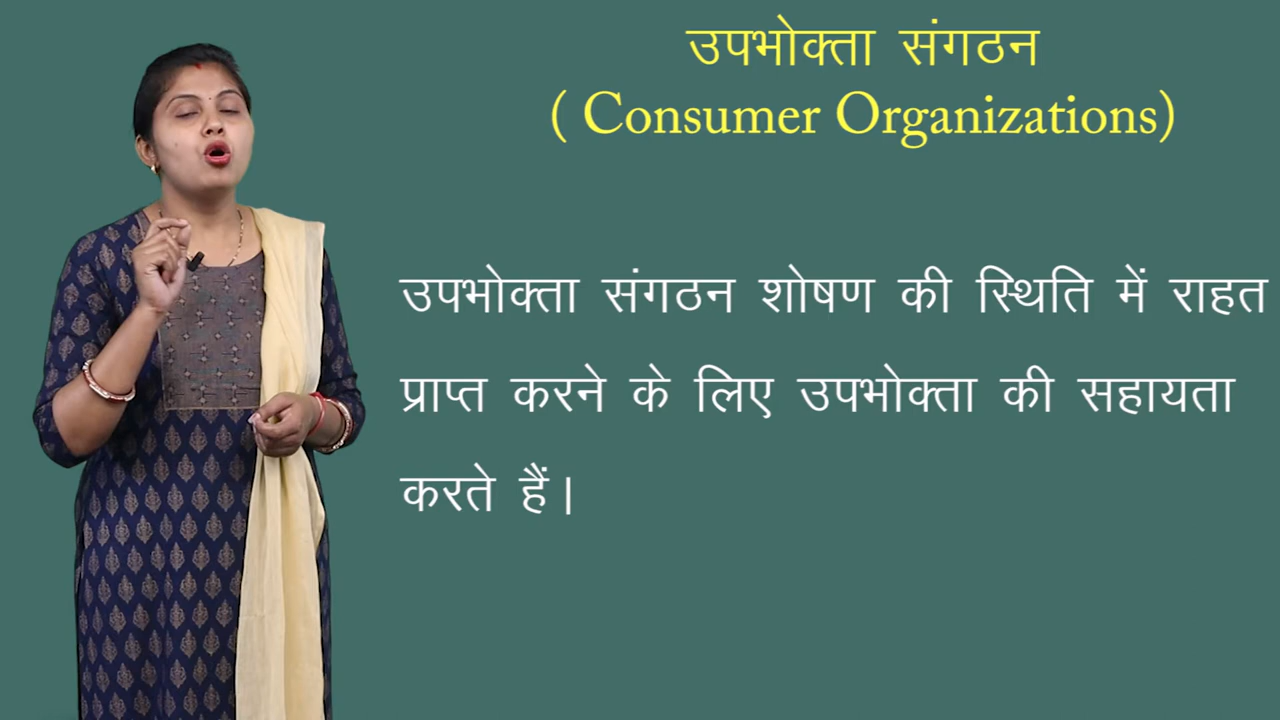 उपभोक्ता संगठन
( Consumer Organizations)
उपभोक्ता संगठन शोषण की स्थिति में राहत
प्राप्त करने के लिए उपभोक्ता की सहायता
करते हैं।